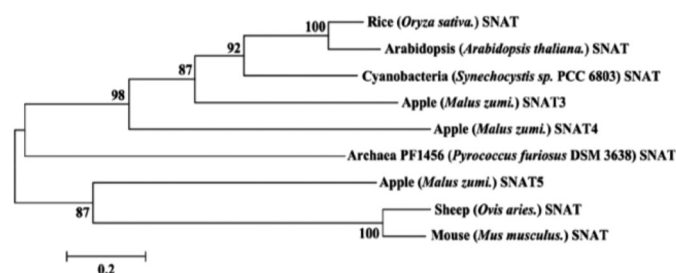 100 Rice (Oryza sativa.) SNAT
92 Arabidopsis (Arabidopsis thaliana.) SNAT
87 Cyanobacteria (Synechocystis sp. PCC 6803) SNAT
98 Apple (Malus zumi.) SNAT3
Apple (Malus zumi.) SNAT4
Archaea PF1456 (Pyrococcus furiosus DSM 3638) SNAT
Apple (Malus zumi.) SNAT5
87 Sheep (Ovis aries.) SNAT
100 Mouse (Mus musculus.) SNAT
0.2